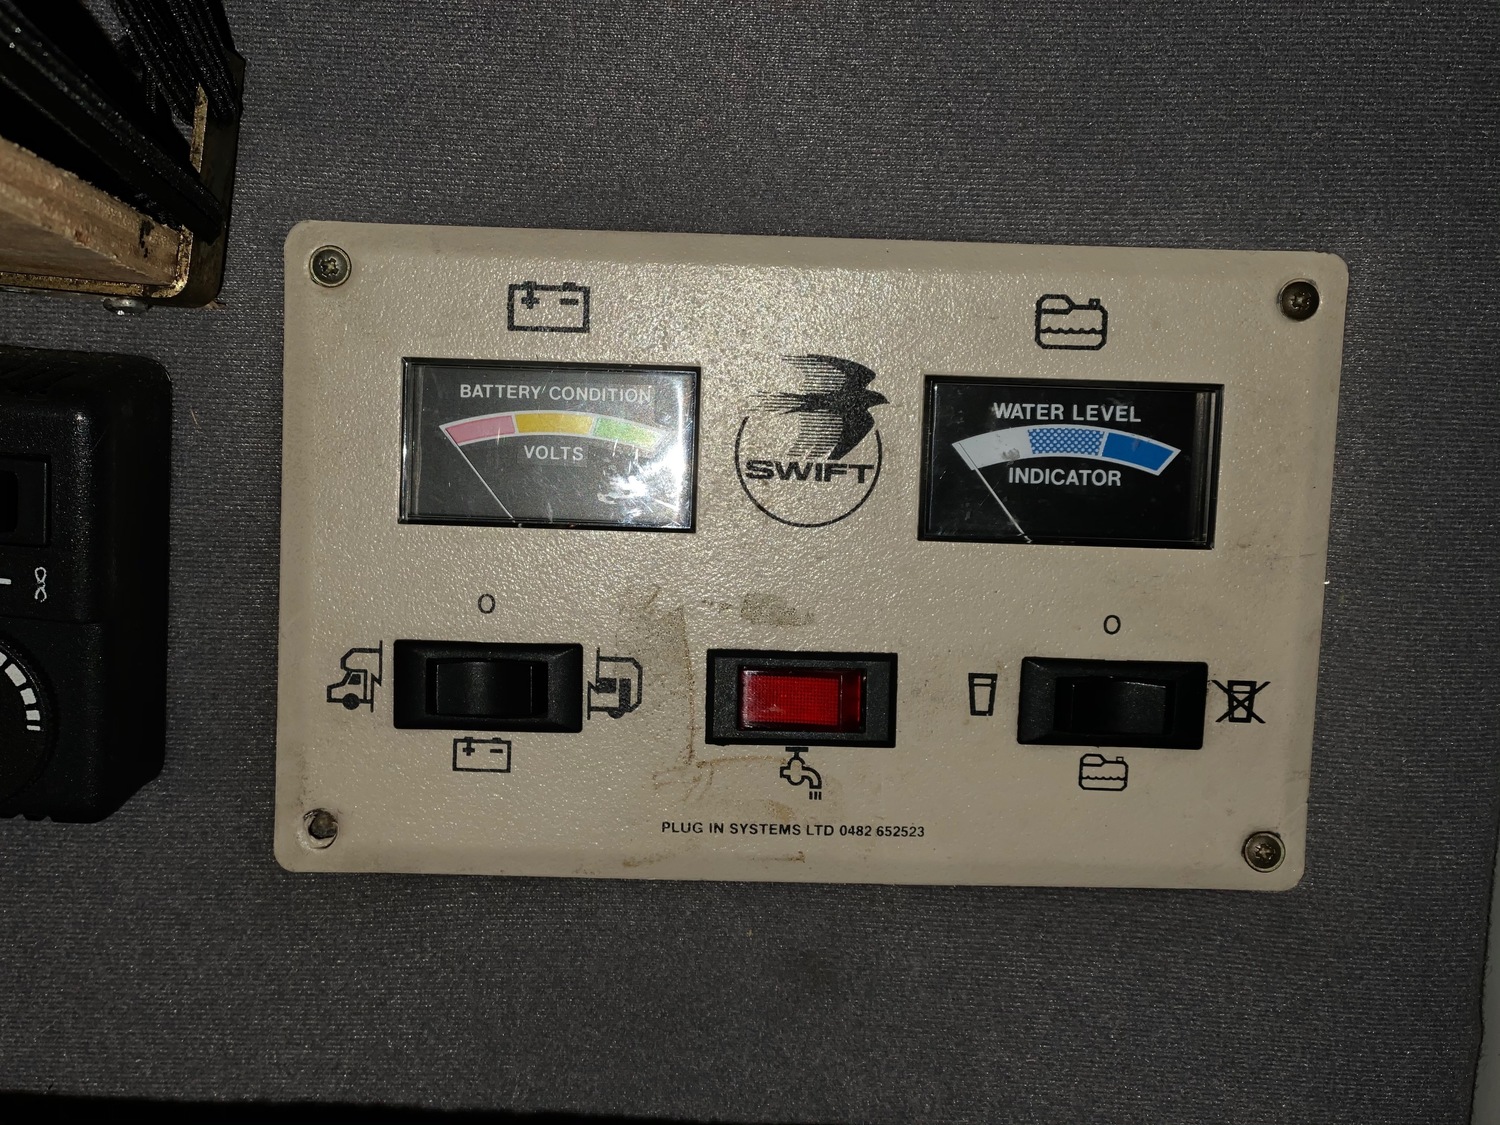 BATTERY CONDITION
VOLTS
SWIFT
WATER LEVEL
INDICATOR
O
O
PLUG IN SYSTEMS LTD 0482 652523